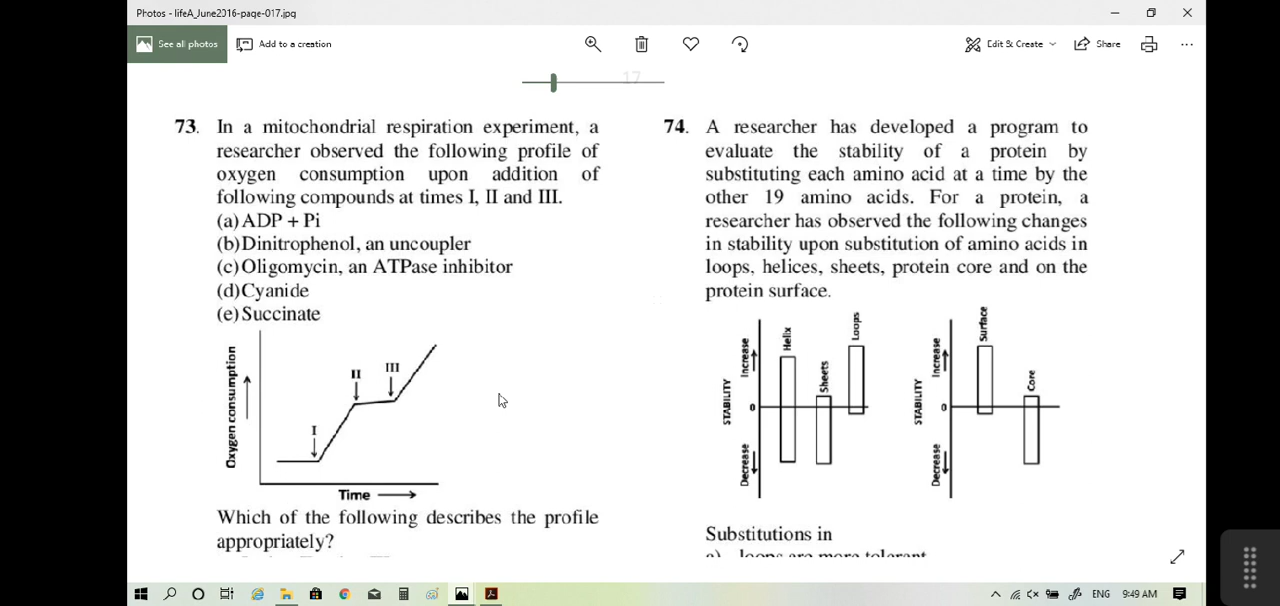 Photos - lifeA_June2016-page-017.jpg
See all photos
Add to a creation
Edit & Create
Share
17
73. In a mitochondrial respiration experiment, a
researcher observed the following profile of
oxygen consumption upon addition of
following compounds at times I, II and III.
(a) ADP + Pi
(b) Dinitrophenol, an uncoupler
(c) Oligomycin, an ATPase inhibitor
(d) Cyanide
(e) Succinate
Oxygen consumption
I
II
III
Time
Which of the following describes the profile
appropriately?
74. A researcher has developed a program to
evaluate the stability of a protein by
substituting each amino acid at a time by the
other 19 amino acids. For a protein, a
researcher has observed the following changes
in stability upon substitution of amino acids in
loops, helices, sheets, protein core and on the
protein surface.
STABILITY
Decrease
Increase
0
Helix
Sheets
Loops
STABILITY
Decrease
Increase
0
Surface
Core
Substitutions in
a) loops are more tolerant
ENG
9:49 AM